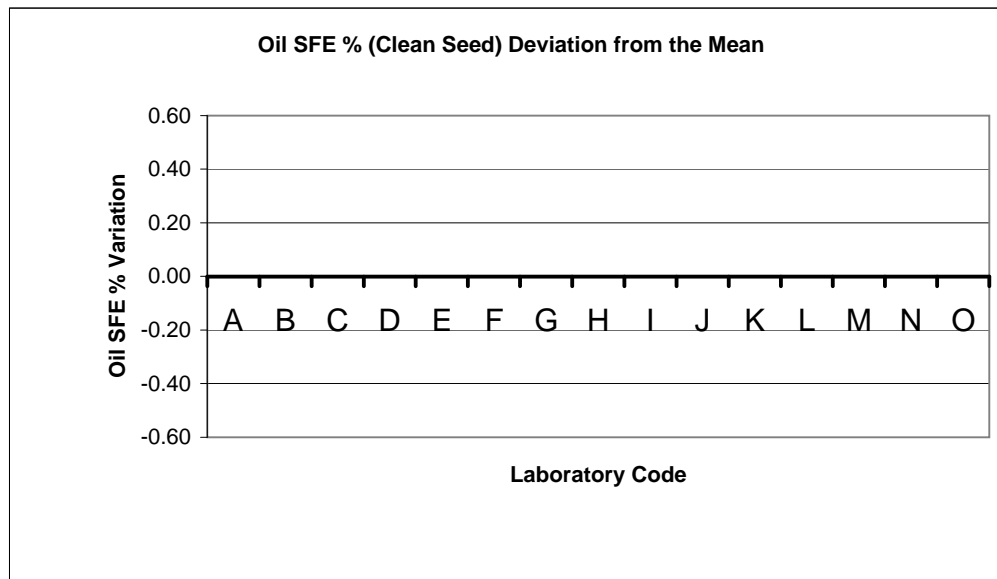 Oil SFE % (Clean Seed) Deviation from the Mean
0.60
0.40
0.20
0.00
-0.20
-0.40
-0.60
Oil SFE % Variation
A B C D E F G H I J K L M N O
Laboratory Code